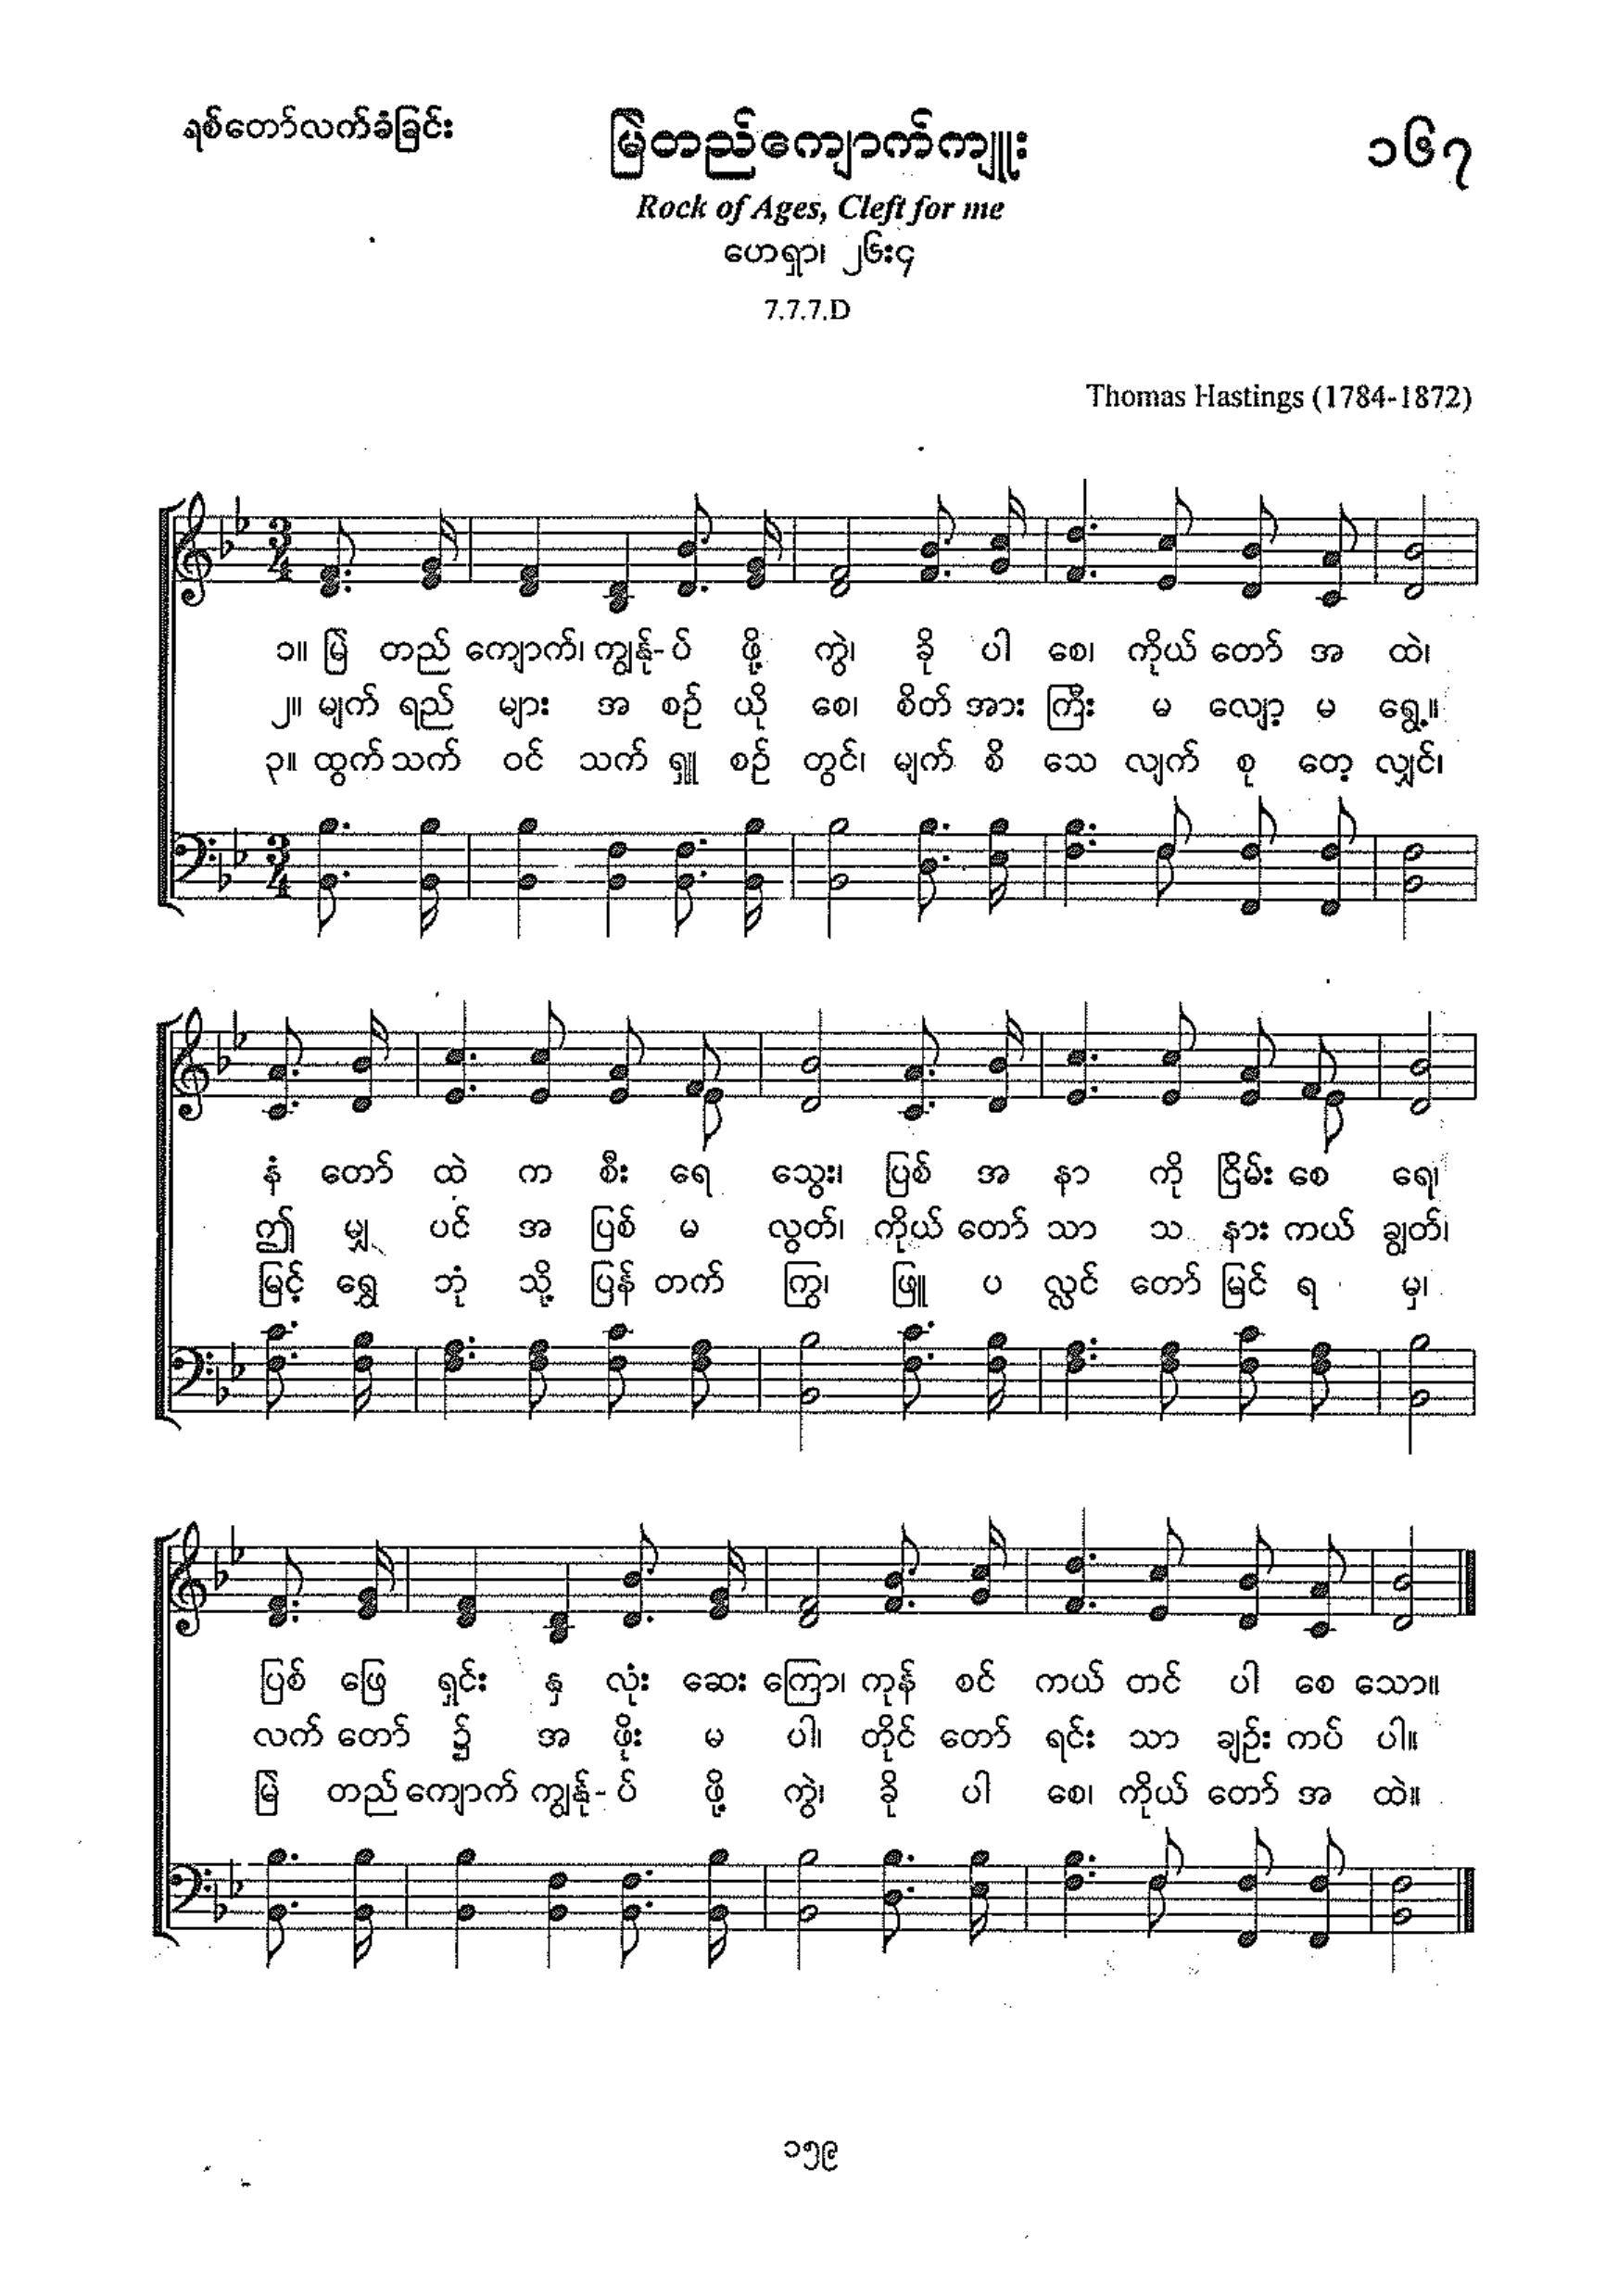 ရစ်တော်လက်ခံခြင်း
မြဲတည်ကျောက်ကျူး
၁၆၇
Rock of Ages, Cleft for me
ဟေရှာ၊ ၂၆း၄
7.7.7.D
Thomas Hastings (1784-1872)
၁။ မြဲ တည် ကျောက်၊ ကျွန်ုပ် ဖို့ ကွဲ၊ ခို ပါ စေ၊ ကိုယ် တော် အ ထဲ၊
၂။ မျက် ရည် များ အ စဉ် ယို စေ၊ စိတ် အား ကြီး မ လျော့ မ ရွေ့။
၃။ ထွက် သက် ဝင် သက် ရှူ စဉ် တွင်၊ မျက် စိ သေ လျက် စု တေ့ လျှင်၊
နံ တော် ထဲ က စီး ရေ သွေး၊ ပြစ် အ နာ ကို ငြိမ်း စေ ရေ၊
ဤ မျှ ပင် အ ပြစ် မ လွတ်၊ ကိုယ် တော် သာ သ နား ကယ် ချွတ်၊
မြင့် ရွှေ ဘုံ သို့ ပြန် တက် ကြွ၊ ဖြူ ပ လ္လင် တော် မြင် ရ မှ၊
ပြစ် ဖြေ ရှင်း နှ လုံး ဆေး ကြော၊ ကုန် စင် ကယ် တင် ပါ စေ သော။
လက် တော် ၌ အ ဖိုး မ ပါ၊ တိုင် တော် ရင်း သာ ချဉ်း ကပ် ပါ။
မြဲ တည် ကျောက် ကျွန်ုပ် ဖို့ ကွဲ၊ ခို ပါ စေ၊ ကိုယ် တော် အ ထဲ။
၁၅၉